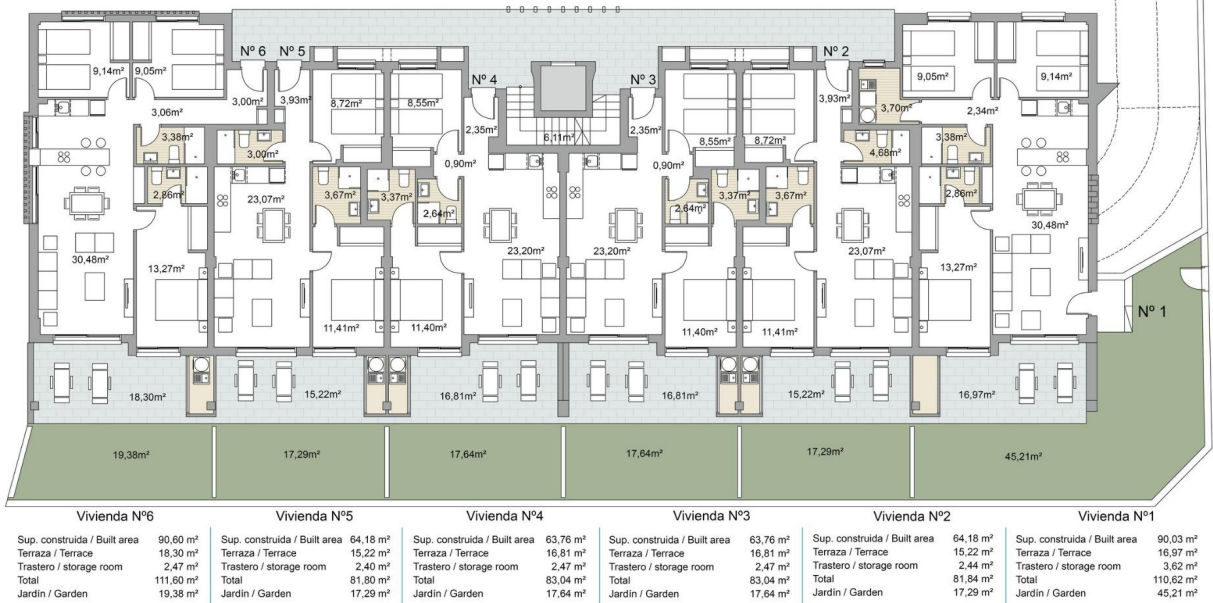 Nº 6
Nº 5
Nº 4
Nº 3
Nº 2
Nº 1
9,14m²
9,05m²
3,06m²
3,00m²
3,93m²
8,72m²
8,55m²
2,35m²
6,11m²
2,35m²
8,55m²
8,72m²
3,93m²
3,70m²
9,05m²
9,14m²
2,34m²
3,38m²
3,00m²
0,90m²
0,90m²
4,68m²
3,38m²
2,86m²
23,07m²
3,67m²
3,37m²
2,64m²
2,64m²
3,37m²
3,67m²
2,86m²
30,48m²
13,27m²
23,20m²
23,20m²
23,07m²
13,27m²
30,48m²
11,41m²
11,40m²
11,40m²
11,41m²
18,30m²
15,22m²
16,81m²
16,81m²
15,22m²
16,97m²
19,38m²
17,29m²
17,64m²
17,64m²
17,29m²
45,21m²
Vivienda Nº6
Sup. construida / Built area 90,60 m²
Terraza / Terrace 18,30 m²
Trastero / storage room 2,47 m²
Total 111,60 m²
Jardín / Garden 19,38 m²
Vivienda Nº5
Sup. construida / Built area 64,18 m²
Terraza / Terrace 15,22 m²
Trastero / storage room 2,40 m²
Total 81,80 m²
Jardín / Garden 17,29 m²
Vivienda Nº4
Sup. construida / Built area 63,76 m²
Terraza / Terrace 16,81 m²
Trastero / storage room 2,47 m²
Total 83,04 m²
Jardín / Garden 17,64 m²
Vivienda Nº3
Sup. construida / Built area 63,76 m²
Terraza / Terrace 16,81 m²
Trastero / storage room 2,47 m²
Total 83,04 m²
Jardín / Garden 17,64 m²
Vivienda Nº2
Sup. construida / Built area 64,18 m²
Terraza / Terrace 15,22 m²
Trastero / storage room 2,44 m²
Total 81,84 m²
Jardín / Garden 17,29 m²
Vivienda Nº1
Sup. construida / Built area 90,03 m²
Terraza / Terrace 16,97 m²
Trastero / storage room 3,62 m²
Total 110,62 m²
Jardín / Garden 45,21 m²